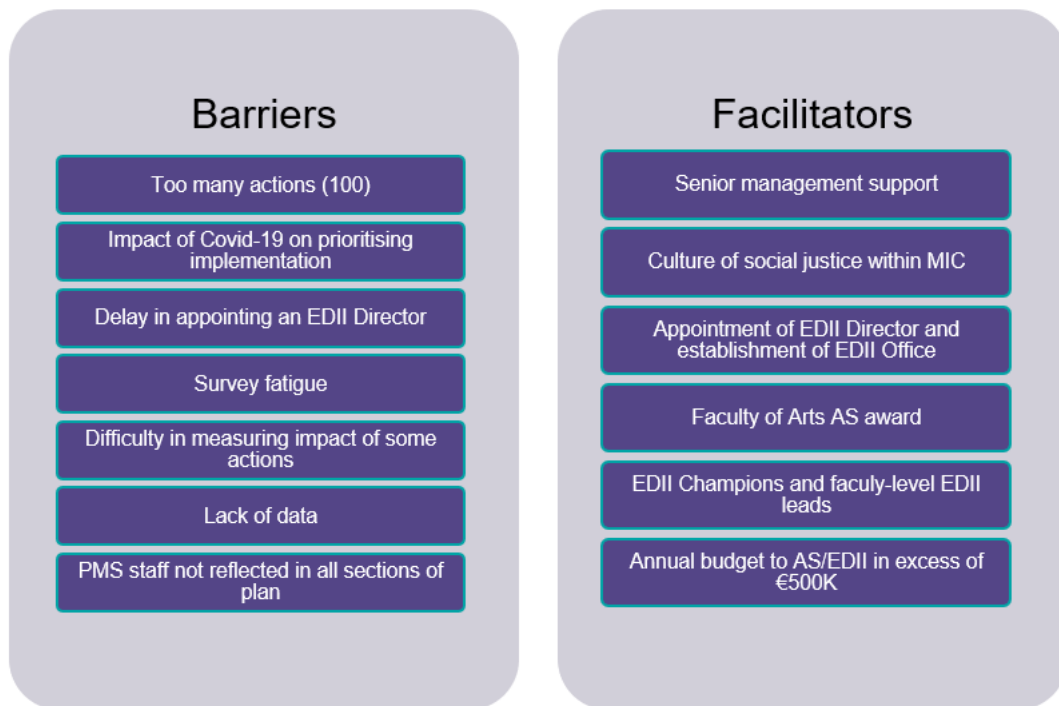 Barriers
Too many actions (100)
Impact of Covid-19 on prioritising
implementation
Delay in appointing an EDII Director
Survey fatigue
Difficulty in measuring impact of some
actions
Lack of data
PMS staff not reflected in all sections of
plan
Facilitators
Senior management support
Culture of social justice within MIC
Appointment of EDII Director and
establishment of EDII Office
Faculty of Arts AS award
EDII Champions and faculy-level EDII
leads
Annual budget to AS/EDII in excess of
€500K